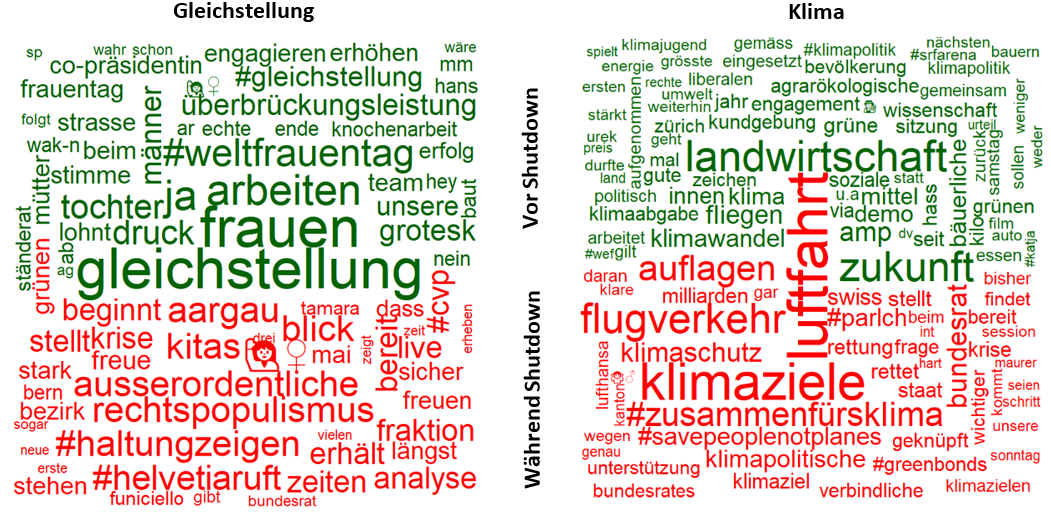 Gleichstellung
sp wahr schon engagieren erhöhen wäre
co-präsidentin #gleichstellung mm
frauentag überbrückungsleistung hans
folgt strasse männer ar echte ende knochenarbeit
wak-n beim #weltfrauentag erfolg
stimme mütter ja arbeiten team hey
tochter unsere baut
ständerat lohnt druck frauen grotesk
ab ag gleichstellung nein
grünen beginnt aargau tamara dass #cvp
stellt krise kitas drei blick zeit erheben
freue mai zeigt bereit live
stark ausserordentliche sicher
bern bezirk rechtspopulismus freuen
sogar #haltungzeigen vielen fraktion
neue erhält längst
erste stehen #helvetiaruft zeiten analyse
funiciello gibt bundesrat
Vor Shutdown
Während Shutdown
Klima
spielt klimajugend gemäss #klimapolitik nächsten
energie grösste eingesetzt bevölkerung #srfarena bauern
ersten rechte liberalen klimapolitik
umwelt agrarökologische gemeinsam
stärkt aufgenommen weiterhin jahr engagement wissenschaft weniger
zürich kundgebung grüne sitzung urteil
urek geht landwirtschaft zurück
preis mal bäuerliche samstag sollen weder
durfte gute zeichen soziale statt
land politisch innen klima u.a mittel hass
klimaabgabe fliegen via demo kilo grünen
arbeitet klimawandel amp dv seit film auto
#wef gilt zukunft essen #katja
daran auflagen luftfahrt bisher
klare milliarden gar swiss stellt findet
flugverkehr #parlch beim bereit
int session
klimaschutz rettungsfrage bundesrat krise
lufthansa hart maurer
kanton klimaziele rettet staat kommt seien
#zusammenfürsklima wichtiger schritt
wegen #savepeoplenotplanes geknüpft unsere
genau klimapolitische #greenbonds sonntag
unterstützung klimaziel klimazielen
bundesrates verbindliche